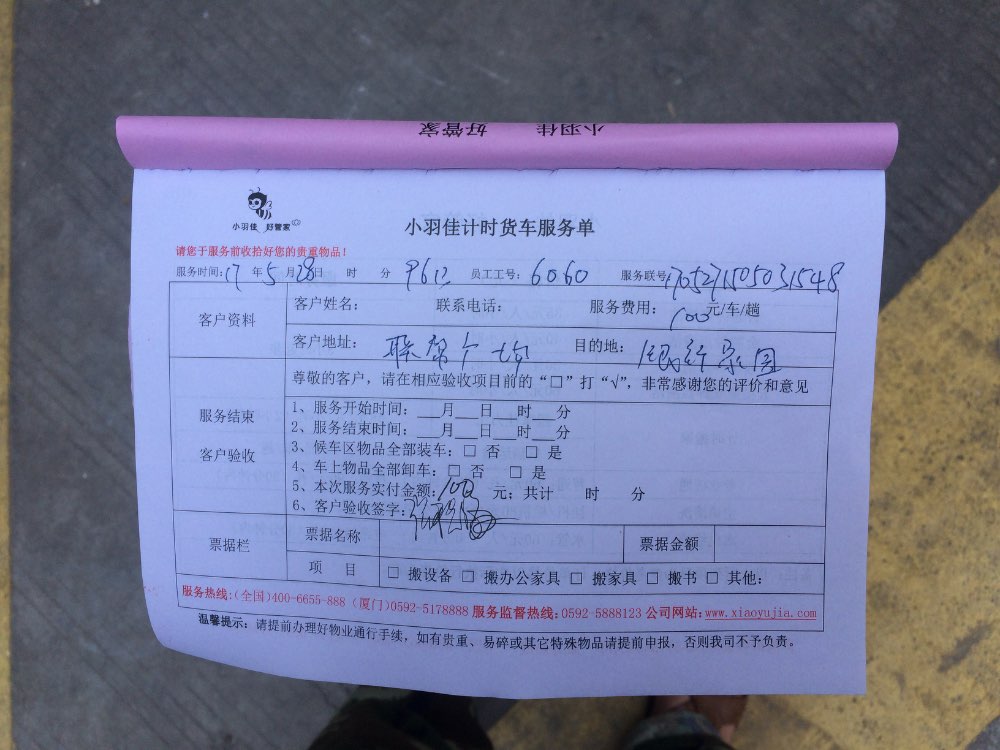 小羽佳 好管家
小羽佳 好管家
小羽佳计时货车服务单
请您于服务前收拾好您的贵重物品！
服务时间：17 年 5 月 28日 时 分 员工工号：6060 服务联号：1705271505031548
客户资料
客户姓名： 联系电话： 服务费用：100元/车/趟
客户地址： 目的地：
服务结束
客户验收
尊敬的客户，请在相应验收项目前的“□”打“√”，非常感谢您的评价和意见
1、服务开始时间：___月___日___时___分
2、服务结束时间：___月___日___时___分
3、候车区物品全部装车：□ 否 □ 是
4、车上物品全部卸车：□ 否 □ 是
5、本次服务实付金额：100 元；共计 时 分
6、客户验收签字：
票据栏
票据名称 票据金额
项 目 □ 搬设备 □ 搬办公家具 □ 搬家具 □ 搬书 □ 其他：
服务热线：(全国)400-6655-888 (厦门)0592-5178888 服务监督热线：0592-5888123 公司网站：www.xiaoyujia.com
温馨提示：请提前办理好物业通行手续，如有贵重、易碎或其它特殊物品请提前申报，否则我司不予负责。